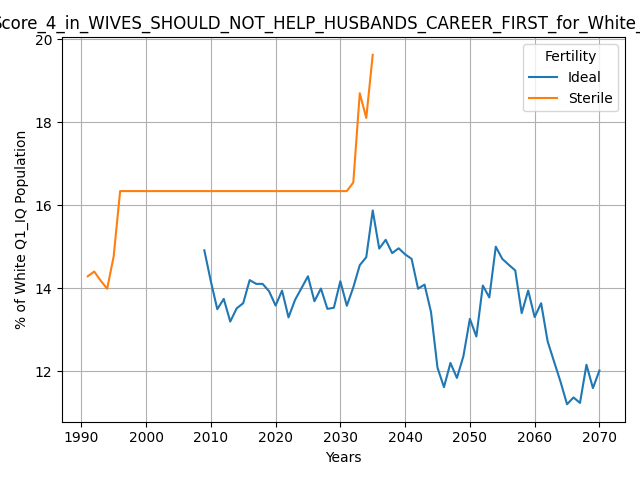 Score_4_in_WIVES_SHOULD_NOT_HELP_HUSBANDS_CAREER_FIRST_for_White_
20
18
16
14
12
% of White Q1_IQ Population
Fertility
Ideal
Sterile
1990 2000 2010 2020 2030 2040 2050 2060 2070
Years